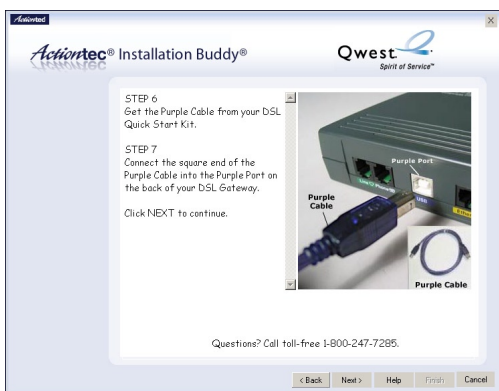 Actiontec
X
Actiontec® Installation Buddy®
Qwest
Spirit of Service™
STEP 6
Get the Purple Cable from your DSL
Quick Start Kit.
STEP 7
Connect the square end of the
Purple Cable into the Purple Port on
the back of your DSL Gateway.
Click NEXT to continue.
Purple Port
Purple
Cable
USB
Purple Cable
Questions? Call toll-free 1-800-247-7285.
< Back
Next >
Help
Finish
Cancel